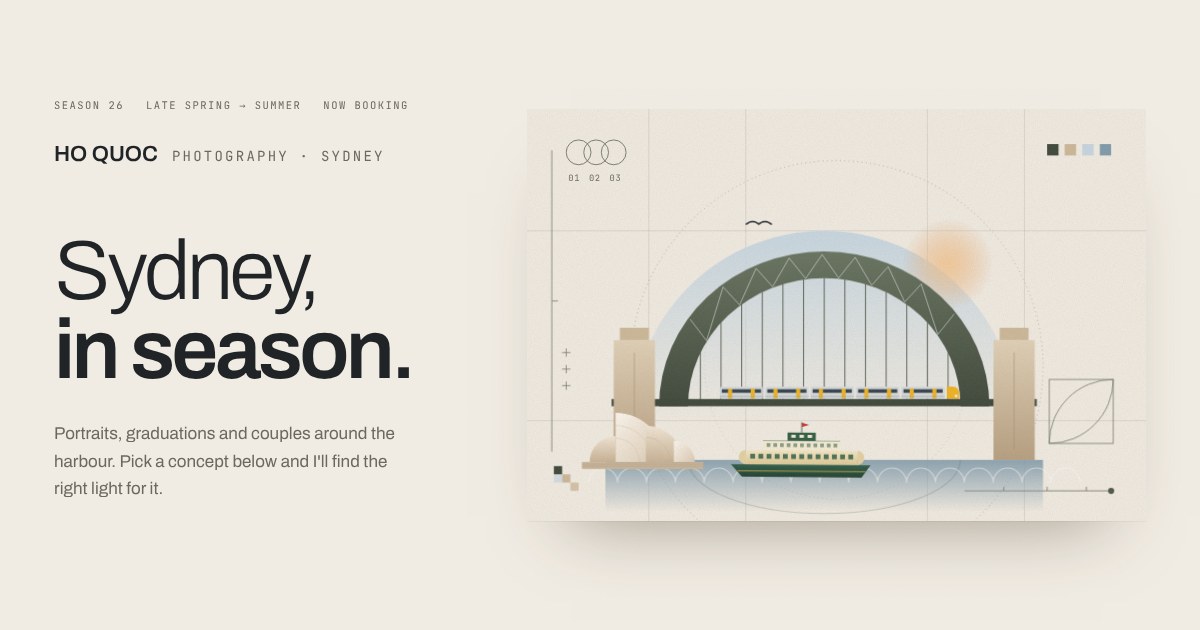 SEASON 26 LATE SPRING → SUMMER NOW BOOKING
HO QUOC PHOTOGRAPHY · SYDNEY
Sydney,
in season.
Portraits, graduations and couples around the
harbour. Pick a concept below and I'll find the
right light for it.
01 02 03